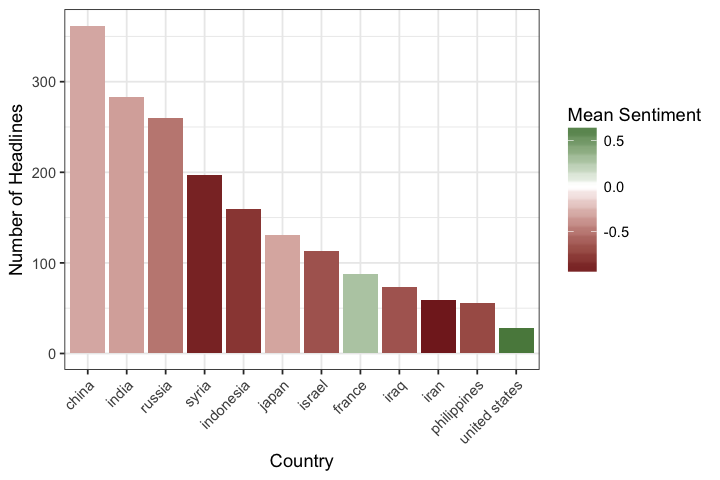 Number of Headlines
300
200
100
0
china
india
russia
syria
indonesia
japan
israel
france
iraq
iran
philippines
united states
Country
Mean Sentiment
0.5
0.0
-0.5